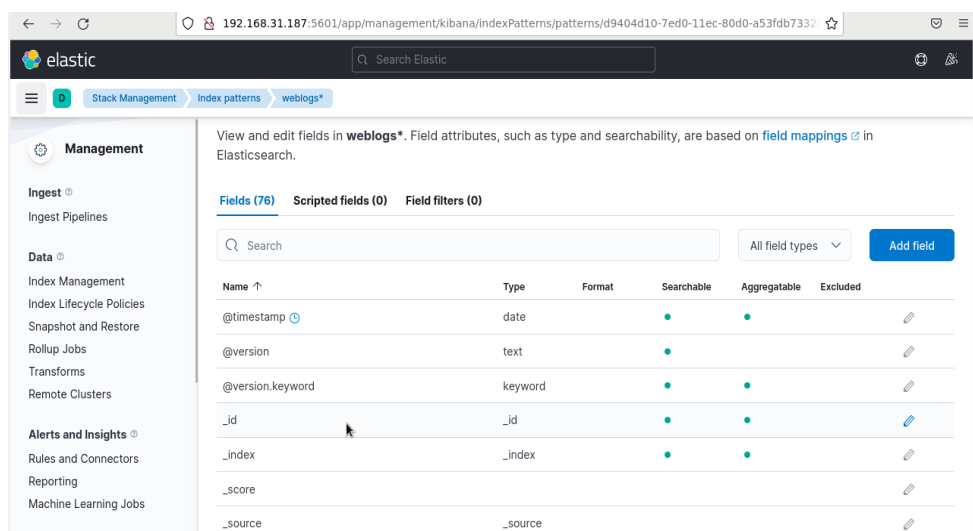 192.168.31.187:5601/app/management/kibana/indexPatterns/patterns/d9404d10-7ed0-11ec-80d0-a53fdb7332
elastic
Search Elastic
D
Stack Management
Index patterns
weblogs*
Management
Ingest
Ingest Pipelines
Data
Index Management
Index Lifecycle Policies
Snapshot and Restore
Rollup Jobs
Transforms
Remote Clusters
Alerts and Insights
Rules and Connectors
Reporting
Machine Learning Jobs
View and edit fields in weblogs*. Field attributes, such as type and searchability, are based on field mappings in
Elasticsearch.
Fields (76) Scripted fields (0) Field filters (0)
Search
All field types
Add field
Name Type Format Searchable Aggregatable Excluded
@timestamp date
@version text
@version.keyword keyword
_id _id
_index _index
_score
_source _source